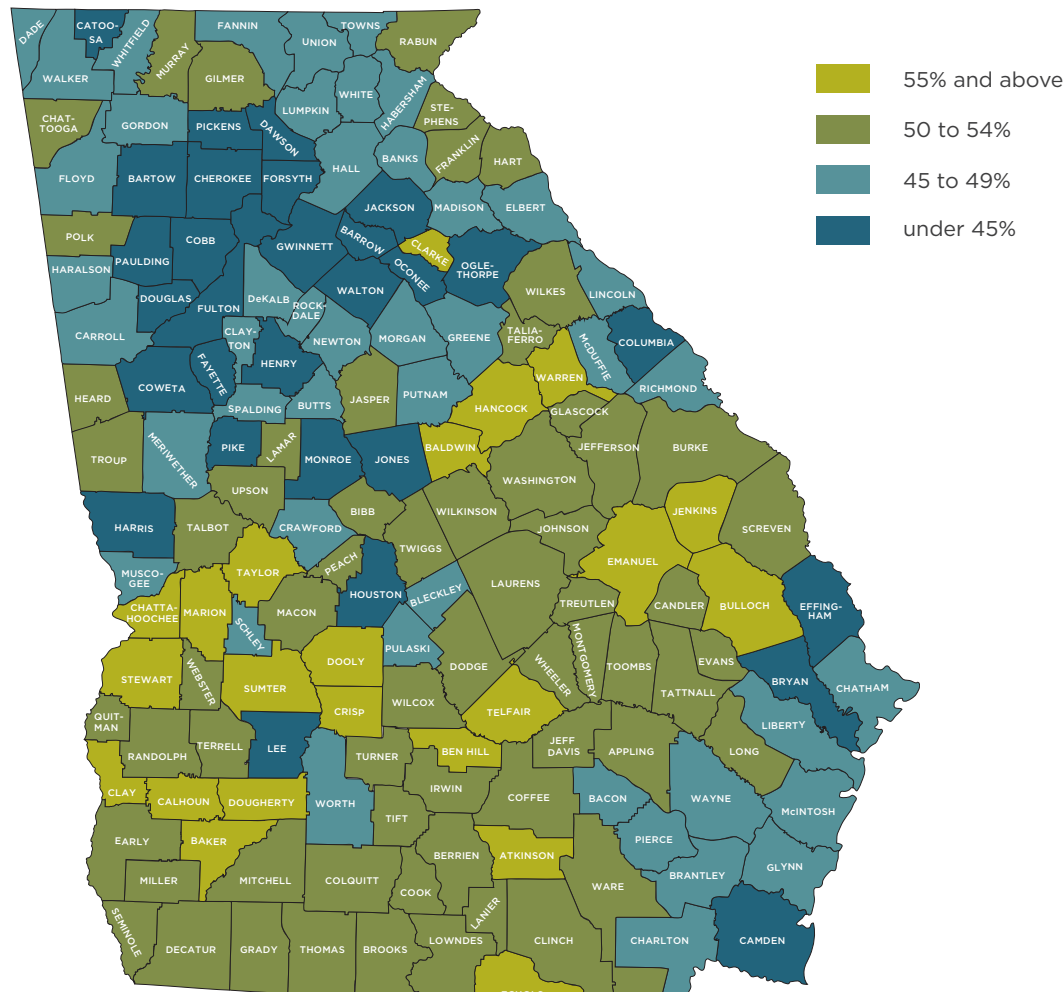 DADE
CATOO-
SA
WHITFIELD
MURRAY
FANNIN
UNION
TOWNS
RABUN
WALKER
GILMER
LUMPKIN
WHITE
HABERSHAM
STE-
PHENS
CHAT-
TOOGA
GORDON
PICKENS
DAWSON
HALL
BANKS
FRANKLIN
HART
FLOYD
BARTOW
CHEROKEE
FORSYTH
JACKSON
MADISON
ELBERT
POLK
PAULDING
COBB
GWINNETT
BARROW
CLARKE
OCONEE
OGLE-
THORPE
HARALSON
DOUGLAS
FULTON
DeKALB
ROCK-
DALE
WALTON
WILKES
LINCOLN
CARROLL
CLAY-
TON
HENRY
NEWTON
MORGAN
GREENE
TALIA-
FERRO
McDUFFIE
COLUMBIA
FAYETTE
COWETA
WARREN
RICHMOND
HEARD
SPALDING
BUTTS
JASPER
PUTNAM
HANCOCK
GLASCOCK
TROUP
MERIWETHER
PIKE
LAMAR
MONROE
JONES
BALDWIN
JEFFERSON
BURKE
WASHINGTON
UPSON
BIBB
WILKINSON
JENKINS
SCREVEN
HARRIS
TALBOT
CRAWFORD
TWIGGS
JOHNSON
EMANUEL
MUSCO-
GEE
TAYLOR
PEACH
HOUSTON
BLECKLEY
LAURENS
TREUTLEN
CANDLER
BULLOCH
EFFING-
HAM
CHATTA-
HOOCHEE
MARION
SCHLEY
MACON
DOOLY
PULASKI
DODGE
WHEELER
MONTGOMERY
TOOMBS
EVANS
TATTNALL
BRYAN
CHATHAM
STEWART
WEBSTER
SUMTER
CRISP
WILCOX
TELFAIR
LIBERTY
QUIT-
MAN
RANDOLPH
TERRELL
LEE
TURNER
BEN HILL
JEFF
DAVIS
APPLING
LONG
CLAY
CALHOUN
DOUGHERTY
WORTH
IRWIN
COFFEE
BACON
WAYNE
McINTOSH
TIFT
EARLY
BAKER
PIERCE
BERRIEN
ATKINSON
GLYNN
MILLER
MITCHELL
COLQUITT
COOK
WARE
BRANTLEY
SEMINOLE
DECATUR
GRADY
THOMAS
BROOKS
LANIER
LOWNDES
CLINCH
CHARLTON
CAMDEN
55% and above
50 to 54%
45 to 49%
under 45%